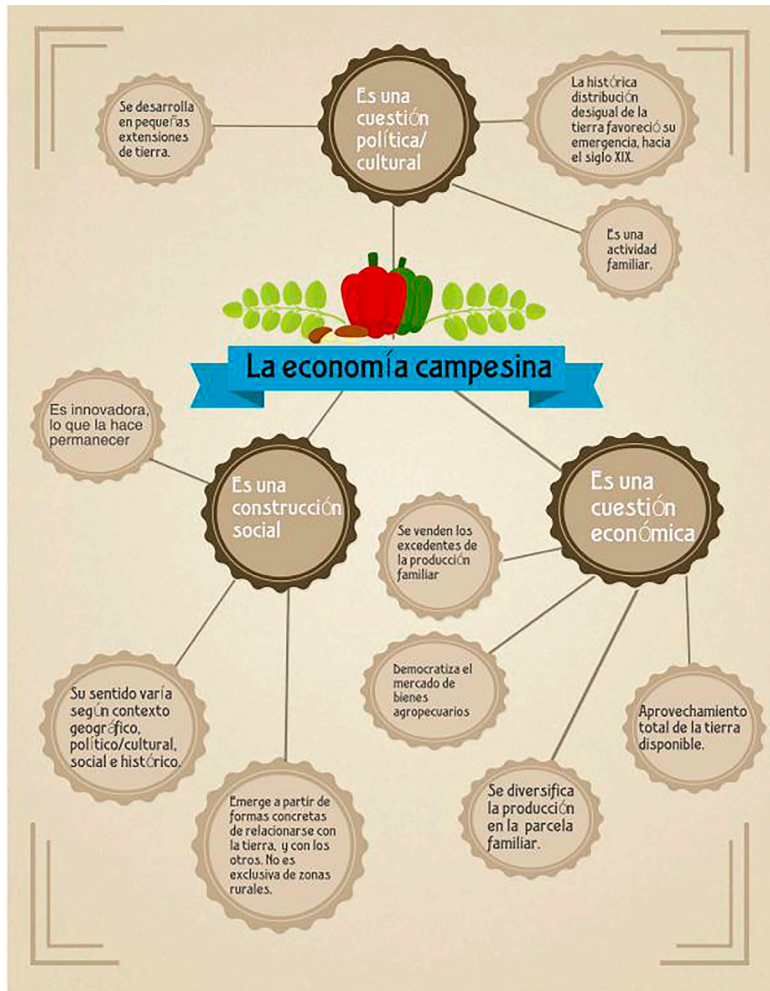 Se desarrolla
en pequeñas
extensiones
de tierra.
Es una
cuestión
política/
cultural
La histórica
distribución
desigual de la
tierra favoreció su
emergencia, hacia
el siglo XIX.
Es una
actividad
familiar.
La economía campesina
Es innovadora,
lo que la hace
permanecer
Es una
construcción
social
Es una
cuestión
económica
Se venden los
excedentes de
la producción
familiar
Su sentido varía
según contexto
geográfico,
político/cultural,
social e histórico.
Democratiza el
mercado de
bienes
agropecuarios
Aprovechamiento
total de la tierra
disponible.
Emerge a partir de
formas concretas
de relacionarse con
la tierra, y con los
otros. No es
exclusiva de zonas
rurales.
Se diversifica
la producción
en la parcela
familiar.